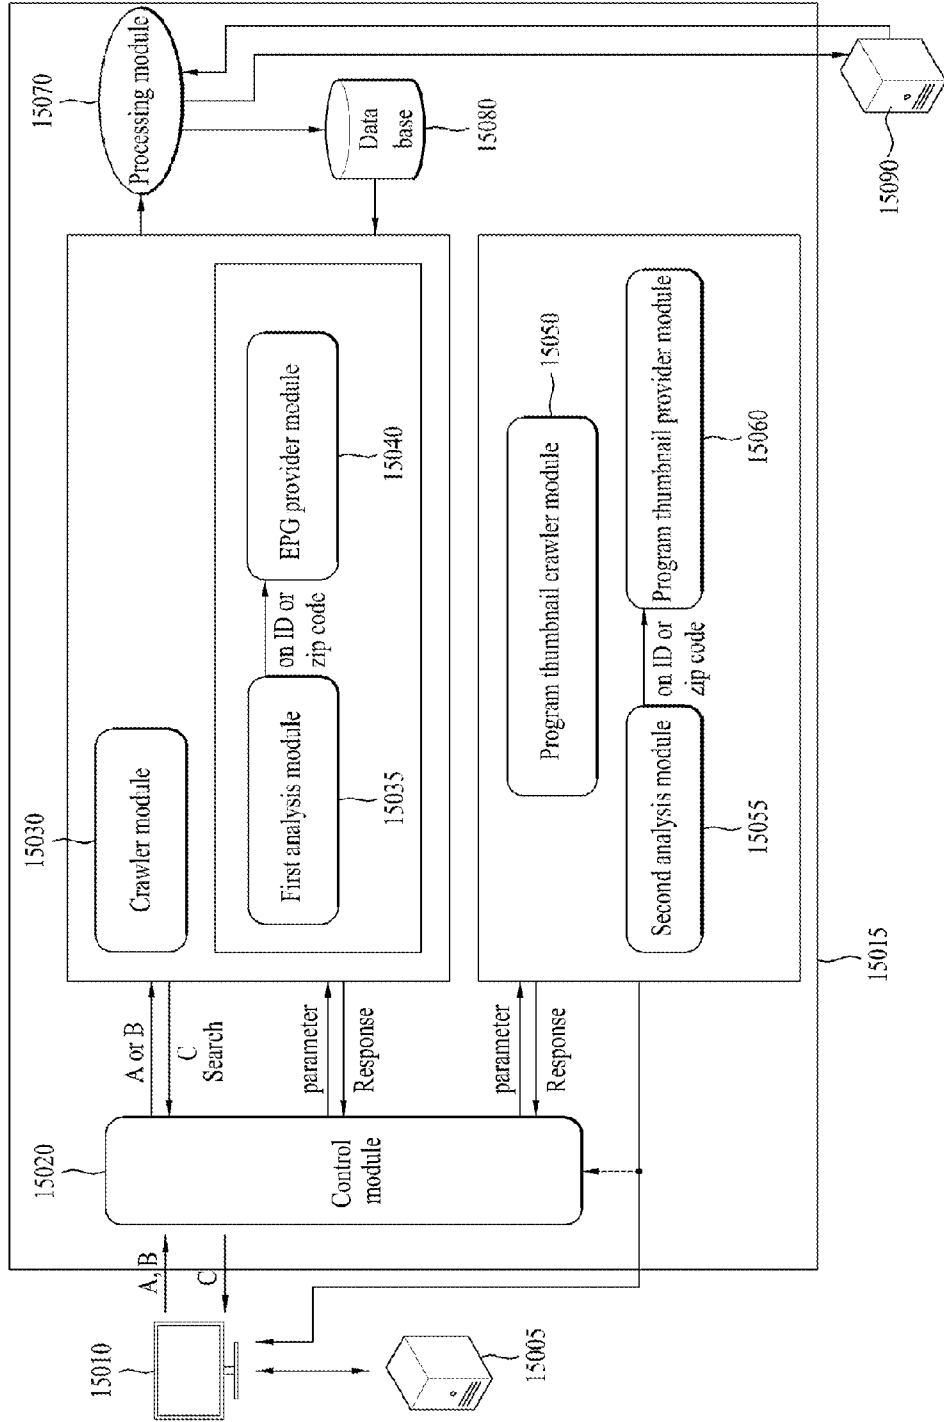 15010
15005
A, B
C
15020
Control
module
A or B
C
Search
parameter
Response
parameter
Response
15030
Crawler module
First analysis module
15035
on ID or
zip code
EPG provider module
15040
Program thumbnail crawler module
15050
Second analysis module
15055
on ID or
zip code
Program thumbnail provider module
15060
15015
15070
Processing module
Data
base
15080
15090